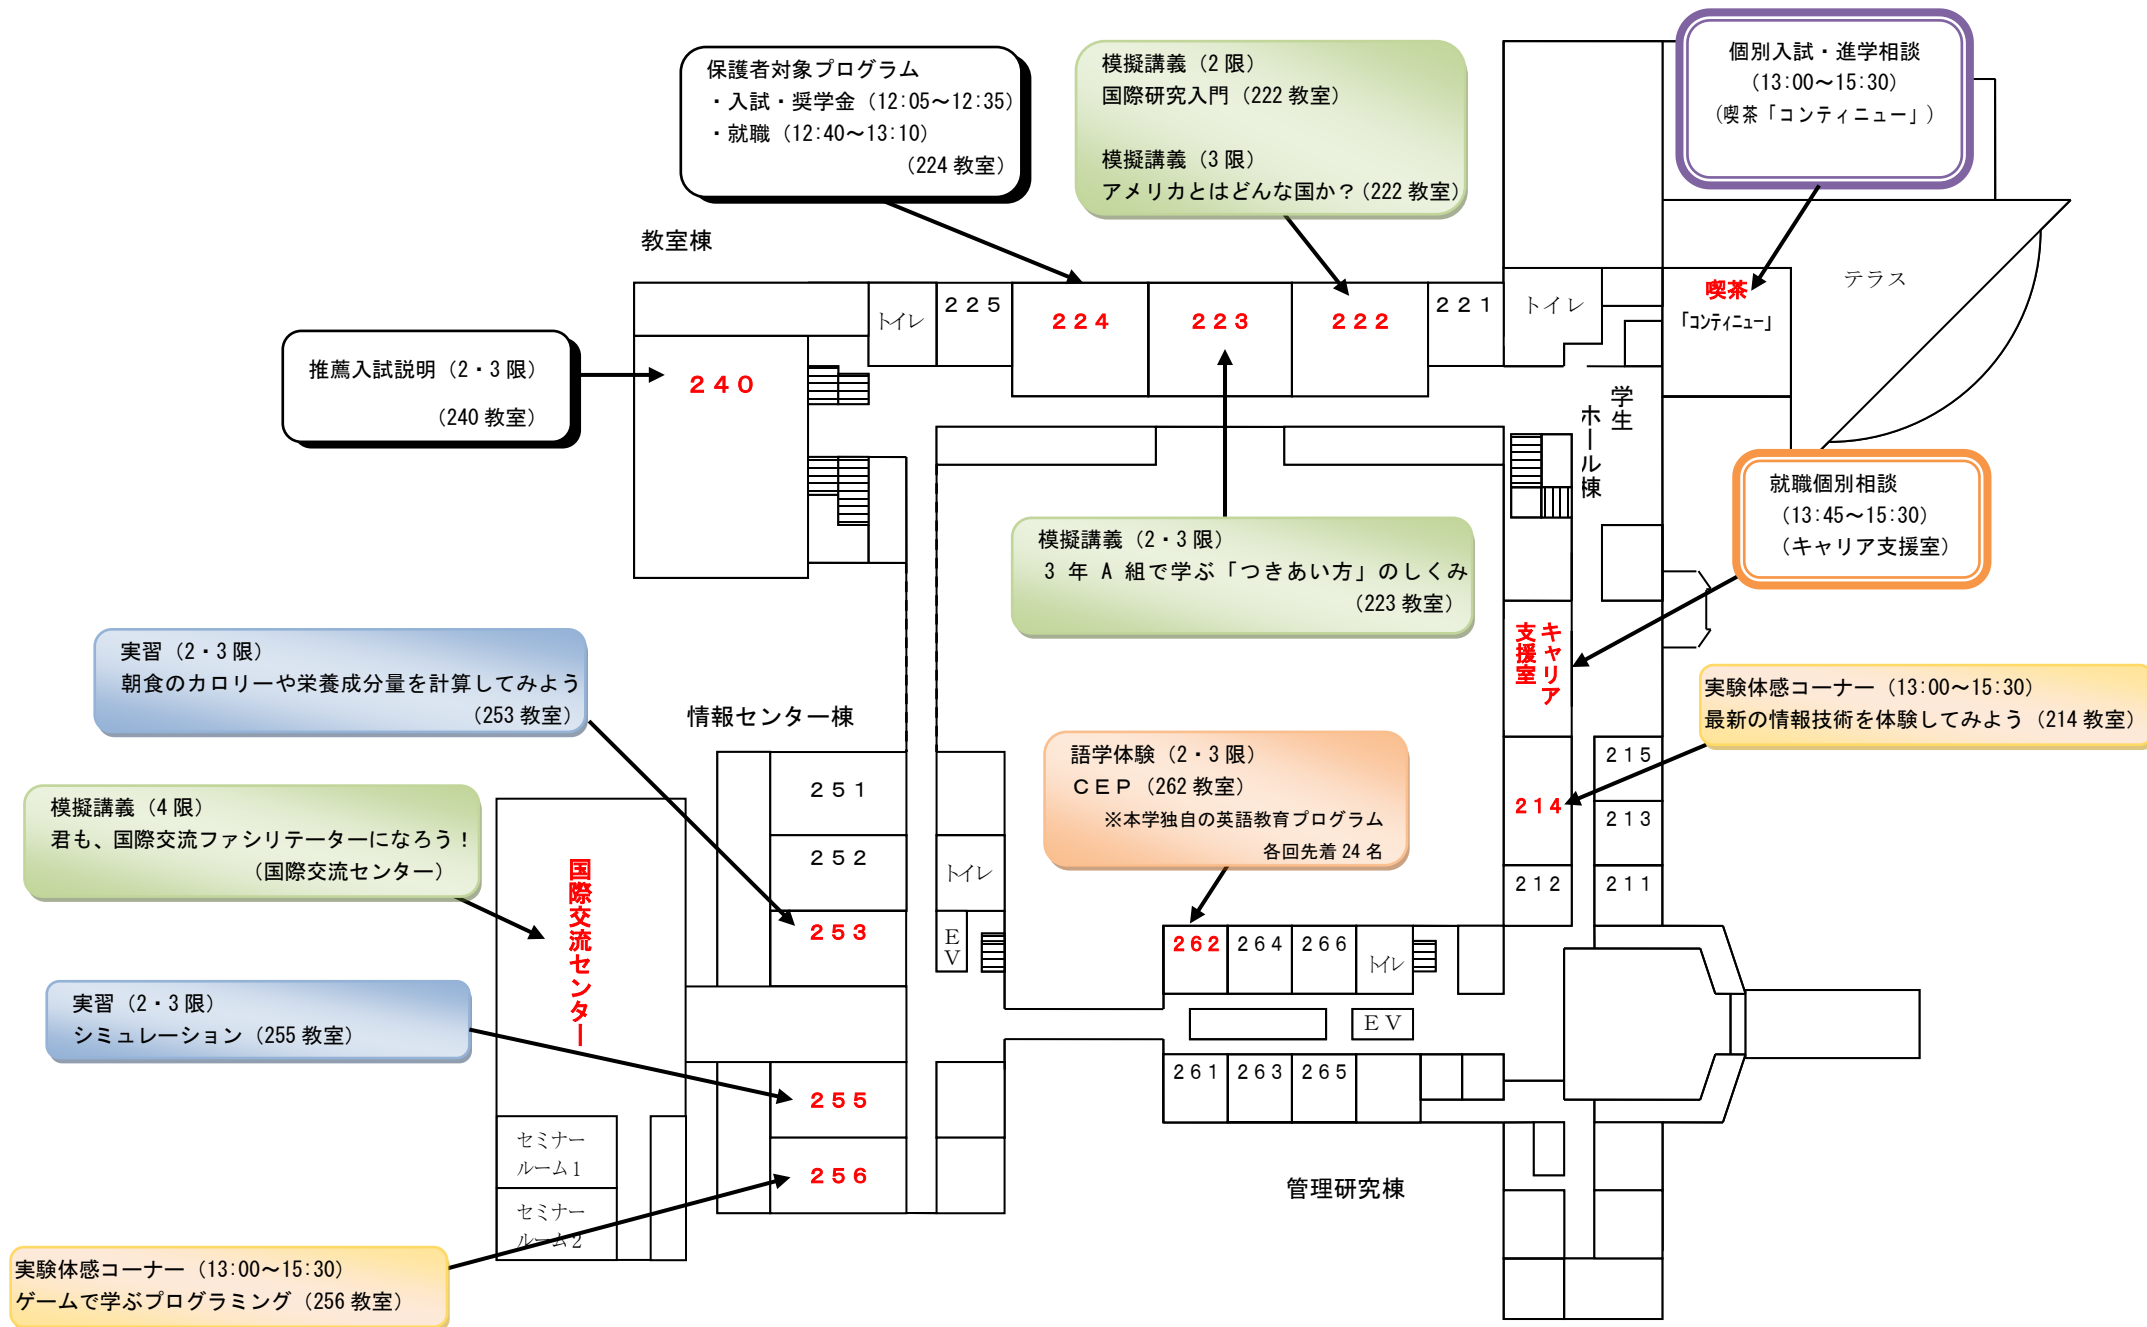 保護者対象プログラム
・入試・奨学金（12:05～12:35）
・就職（12:40～13:10）
（224 教室）
模擬講義（2 限）
国際研究入門（222 教室）
模擬講義（3 限）
アメリカとはどんな国か？（222 教室）
個別入試・進学相談
（13:00～15:30）
（喫茶「コンティニュー」）
教室棟
トイレ
２２５
２２４
２２３
２２２
２２１
トイレ
喫茶
「コンティニュー」
テラス
推薦入試説明（2・3 限）
（240 教室）
２４０
学生
ホール棟
就職個別相談
（13:45～15:30）
（キャリア支援室）
模擬講義（2・3 限）
3 年 A 組で学ぶ「つきあい方」のしくみ
（223 教室）
キャリア
支援室
実習（2・3 限）
朝食のカロリーや栄養成分量を計算してみよう
（253 教室）
実験体感コーナー（13:00～15:30）
最新の情報技術を体験してみよう（214 教室）
情報センター棟
語学体験（2・3 限）
ＣＥＰ（262 教室）
※本学独自の英語教育プログラム
各回先着 24 名
２５１
２５２
２５３
トイレ
ＥＶ
２１５
２１４
２１３
２１２
２１１
模擬講義（4 限）
君も、国際交流ファシリテーターになろう！
（国際交流センター）
国際交流センター
２６２
２６４
２６６
トイレ
ＥＶ
実習（2・3 限）
シミュレーション（255 教室）
２６１
２６３
２６５
２５５
２５６
セミナー
ルーム1
セミナー
ルーム2
管理研究棟
実験体感コーナー（13:00～15:30）
ゲームで学ぶプログラミング（256 教室）